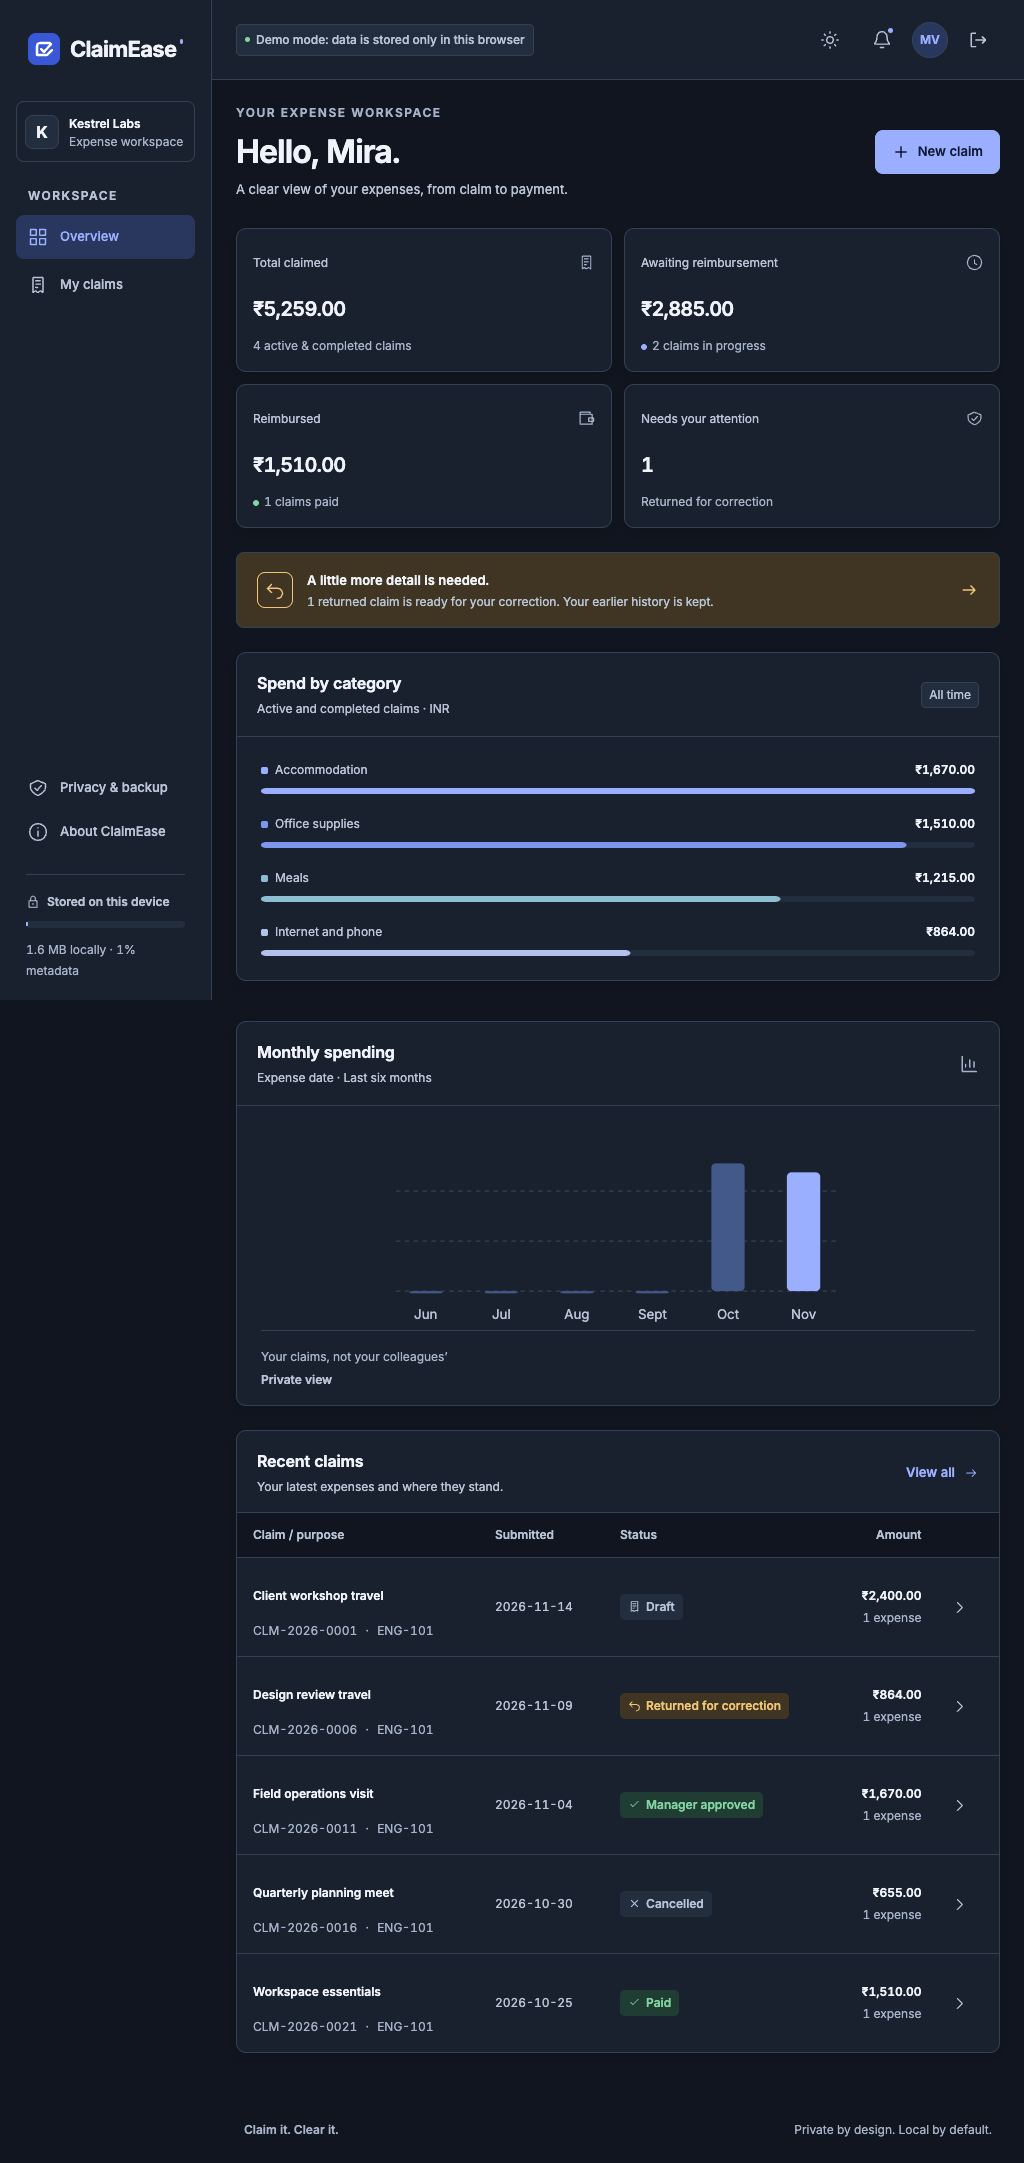 ClaimEase
Demo mode: data is stored only in this browser
MV
K
Kestrel Labs
Expense workspace
WORKSPACE
Overview
My claims
Privacy & backup
About ClaimEase
Stored on this device
1.6 MB locally · 1%
metadata
YOUR EXPENSE WORKSPACE
Hello, Mira.
A clear view of your expenses, from claim to payment.
New claim
Total claimed
₹5,259.00
4 active & completed claims
Awaiting reimbursement
₹2,885.00
2 claims in progress
Reimbursed
₹1,510.00
1 claims paid
Needs your attention
1
Returned for correction
A little more detail is needed.
1 returned claim is ready for your correction. Your earlier history is kept.
Spend by category
Active and completed claims · INR
All time
Accommodation ₹1,670.00
Office supplies ₹1,510.00
Meals ₹1,215.00
Internet and phone ₹864.00
Monthly spending
Expense date · Last six months
Jun Jul Aug Sept Oct Nov
Your claims, not your colleagues’
Private view
Recent claims
Your latest expenses and where they stand.
View all
Claim / purpose Submitted Status Amount
Client workshop travel
CLM-2026-0001 · ENG-101
2026-11-14
Draft
₹2,400.00
1 expense
Design review travel
CLM-2026-0006 · ENG-101
2026-11-09
Returned for correction
₹864.00
1 expense
Field operations visit
CLM-2026-0011 · ENG-101
2026-11-04
Manager approved
₹1,670.00
1 expense
Quarterly planning meet
CLM-2026-0016 · ENG-101
2026-10-30
Cancelled
₹655.00
1 expense
Workspace essentials
CLM-2026-0021 · ENG-101
2026-10-25
Paid
₹1,510.00
1 expense
Claim it. Clear it.
Private by design. Local by default.